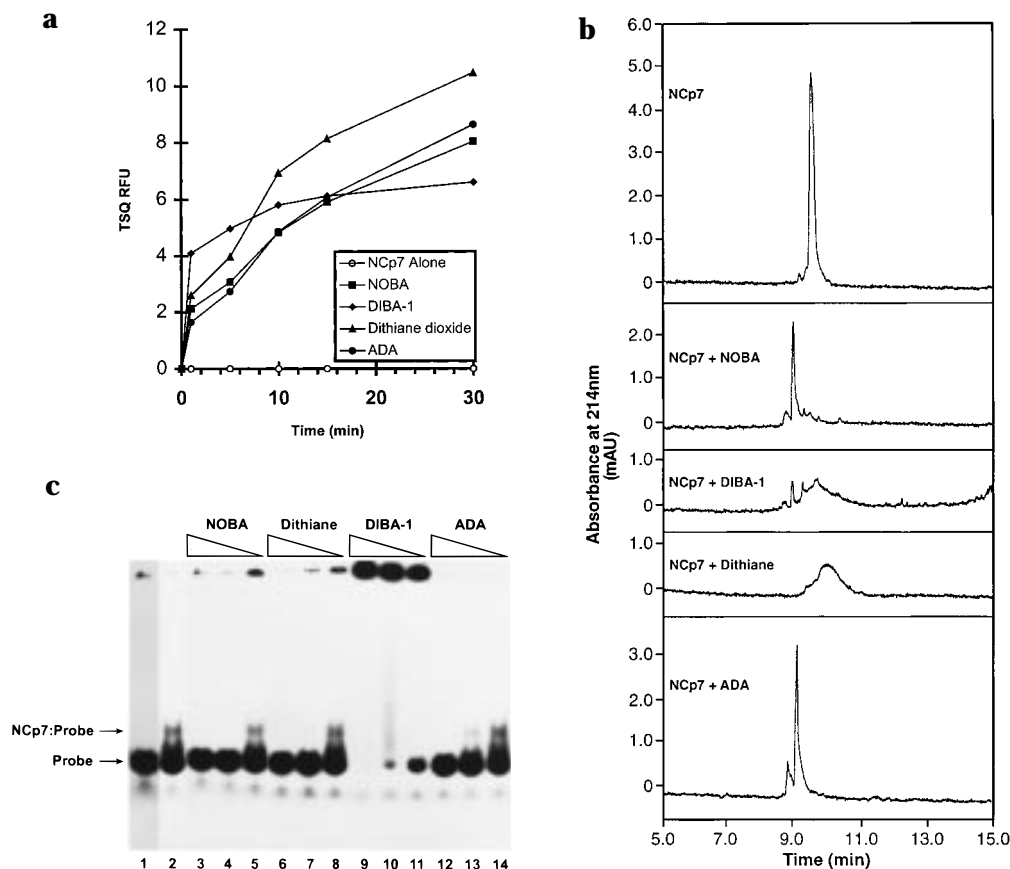 a
12
10
8
6
4
2
0
TSQ RFU
NCp7 Alone
NOBA
DIBA-1
Dithiane dioxide
ADA
0 10 20 30
Time (min)
b
6.0
5.0
4.0
3.0
2.0
1.0
0
NCp7
2.0
1.0
0
NCp7 + NOBA
1.0
0
NCp7 + DIBA-1
1.0
0
NCp7 + Dithiane
3.0
2.0
1.0
0
NCp7 + ADA
Absorbance at 214nm
(mAU)
5.0 7.0 9.0 11.0 13.0 15.0
Time (min)
c
NOBA Dithiane DIBA-1 ADA
NCp7:Probe
Probe
1 2 3 4 5 6 7 8 9 10 11 12 13 14